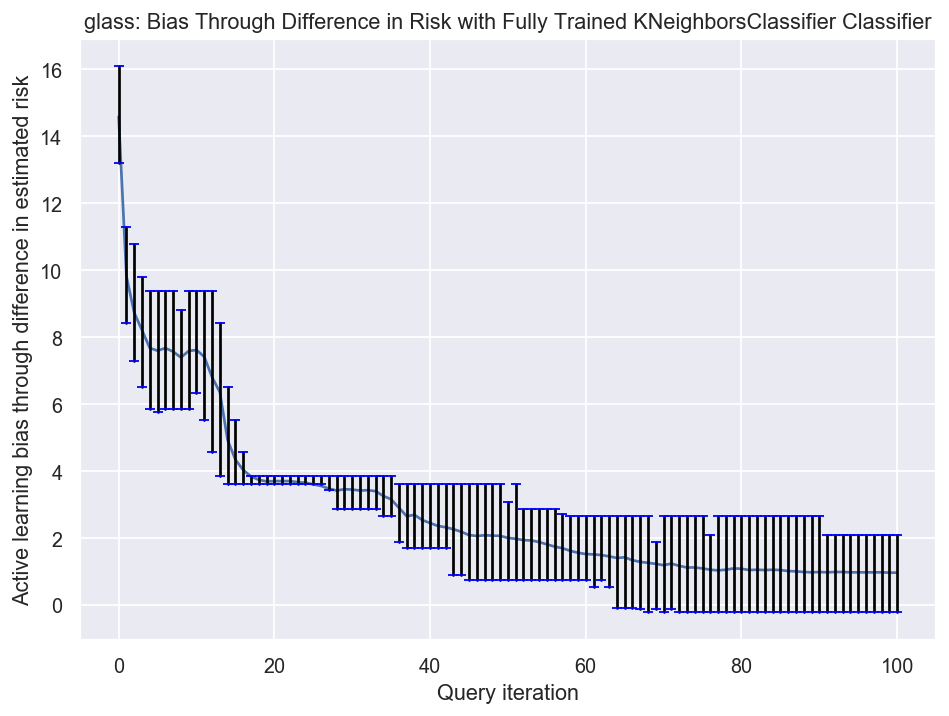 glass: Bias Through Difference in Risk with Fully Trained KNeighborsClassifier Classifier
Active learning bias through difference in estimated risk
16
14
12
10
8
6
4
2
0
0 20 40 60 80 100
Query iteration